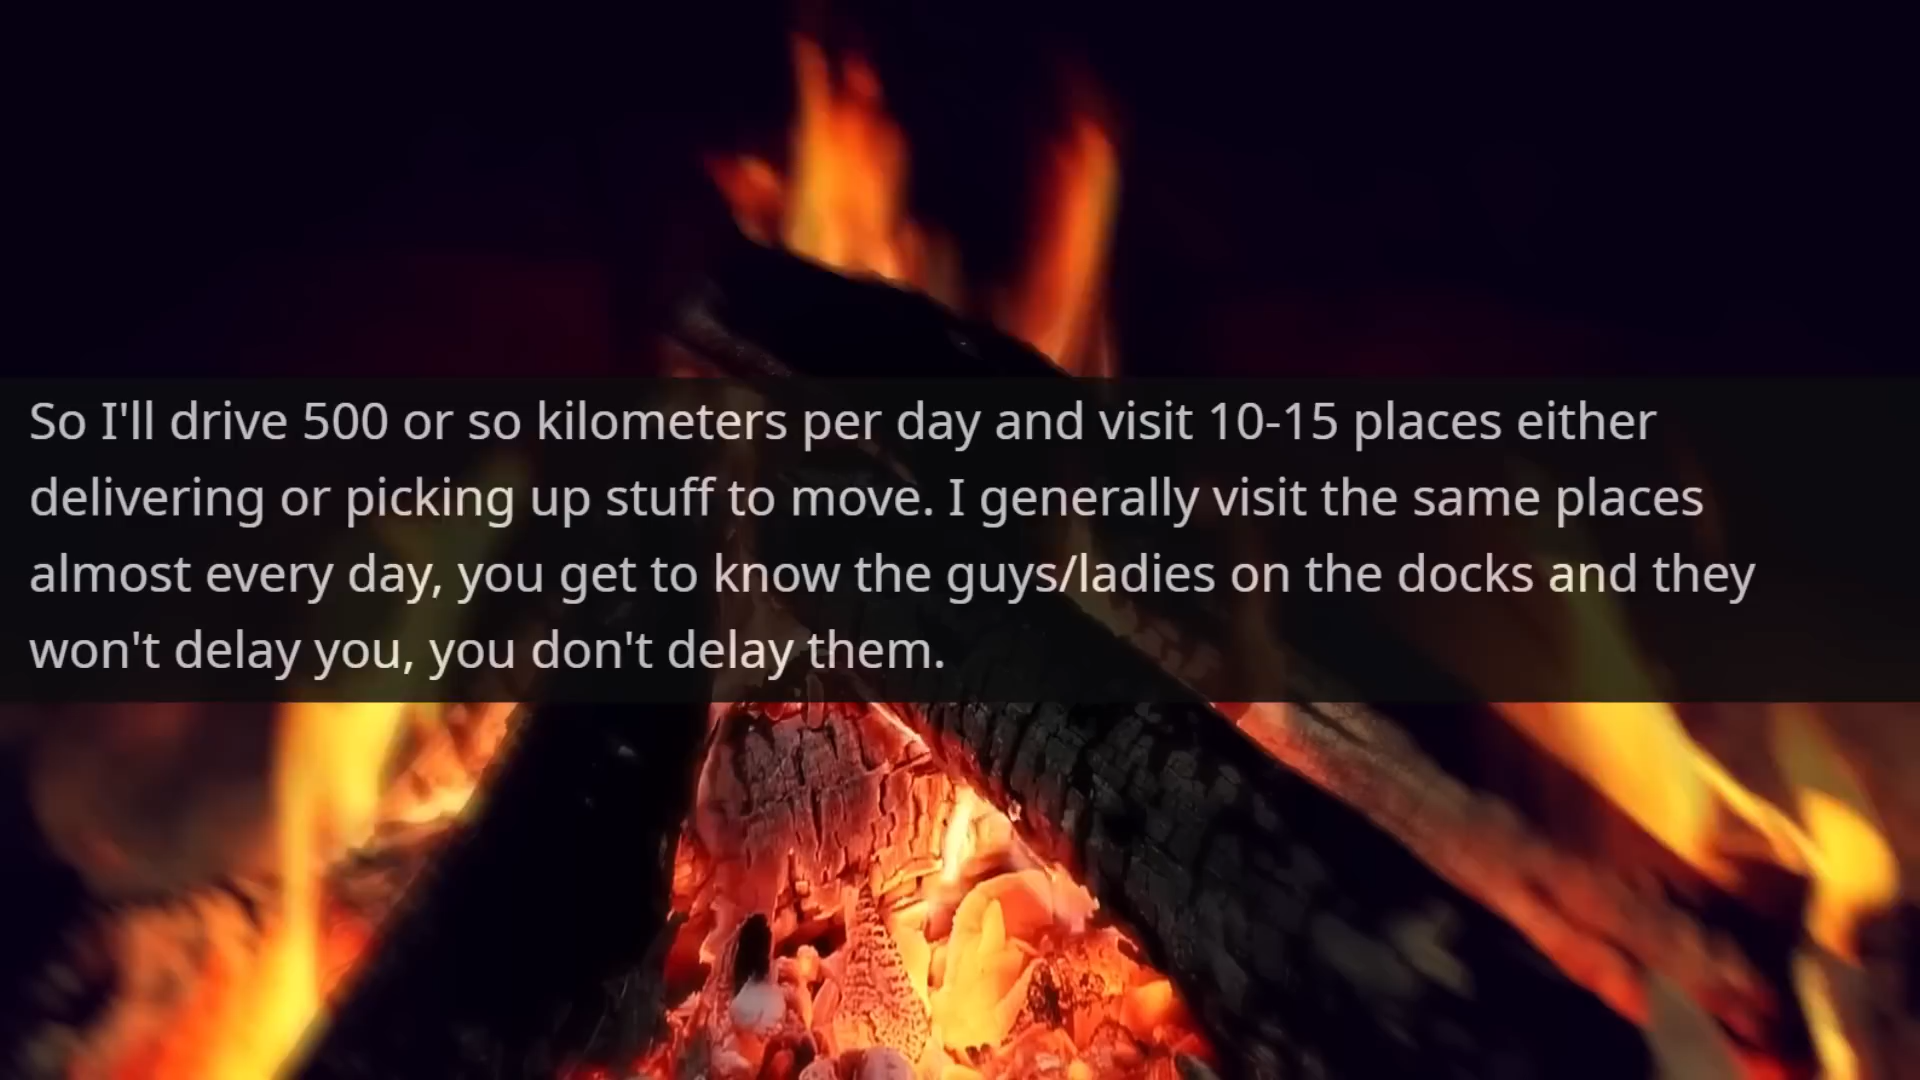 So I'll drive 500 or so kilometers per day and visit 10-15 places either
delivering or picking up stuff to move. I generally visit the same places
almost every day, you get to know the guys/ladies on the docks and they
won't delay you, you don't delay them.